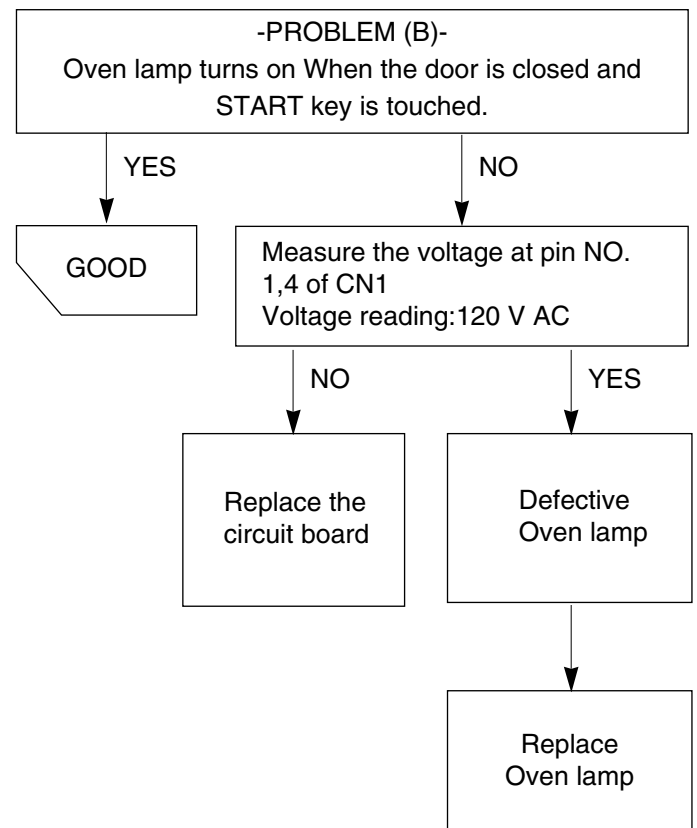 -PROBLEM (B)-
Oven lamp turns on When the door is closed and
START key is touched.
YES
NO
GOOD
Measure the voltage at pin NO.
1,4 of CN1
Voltage reading:120 V AC
NO
YES
Replace the
circuit board
Defective
Oven lamp
Replace
Oven lamp